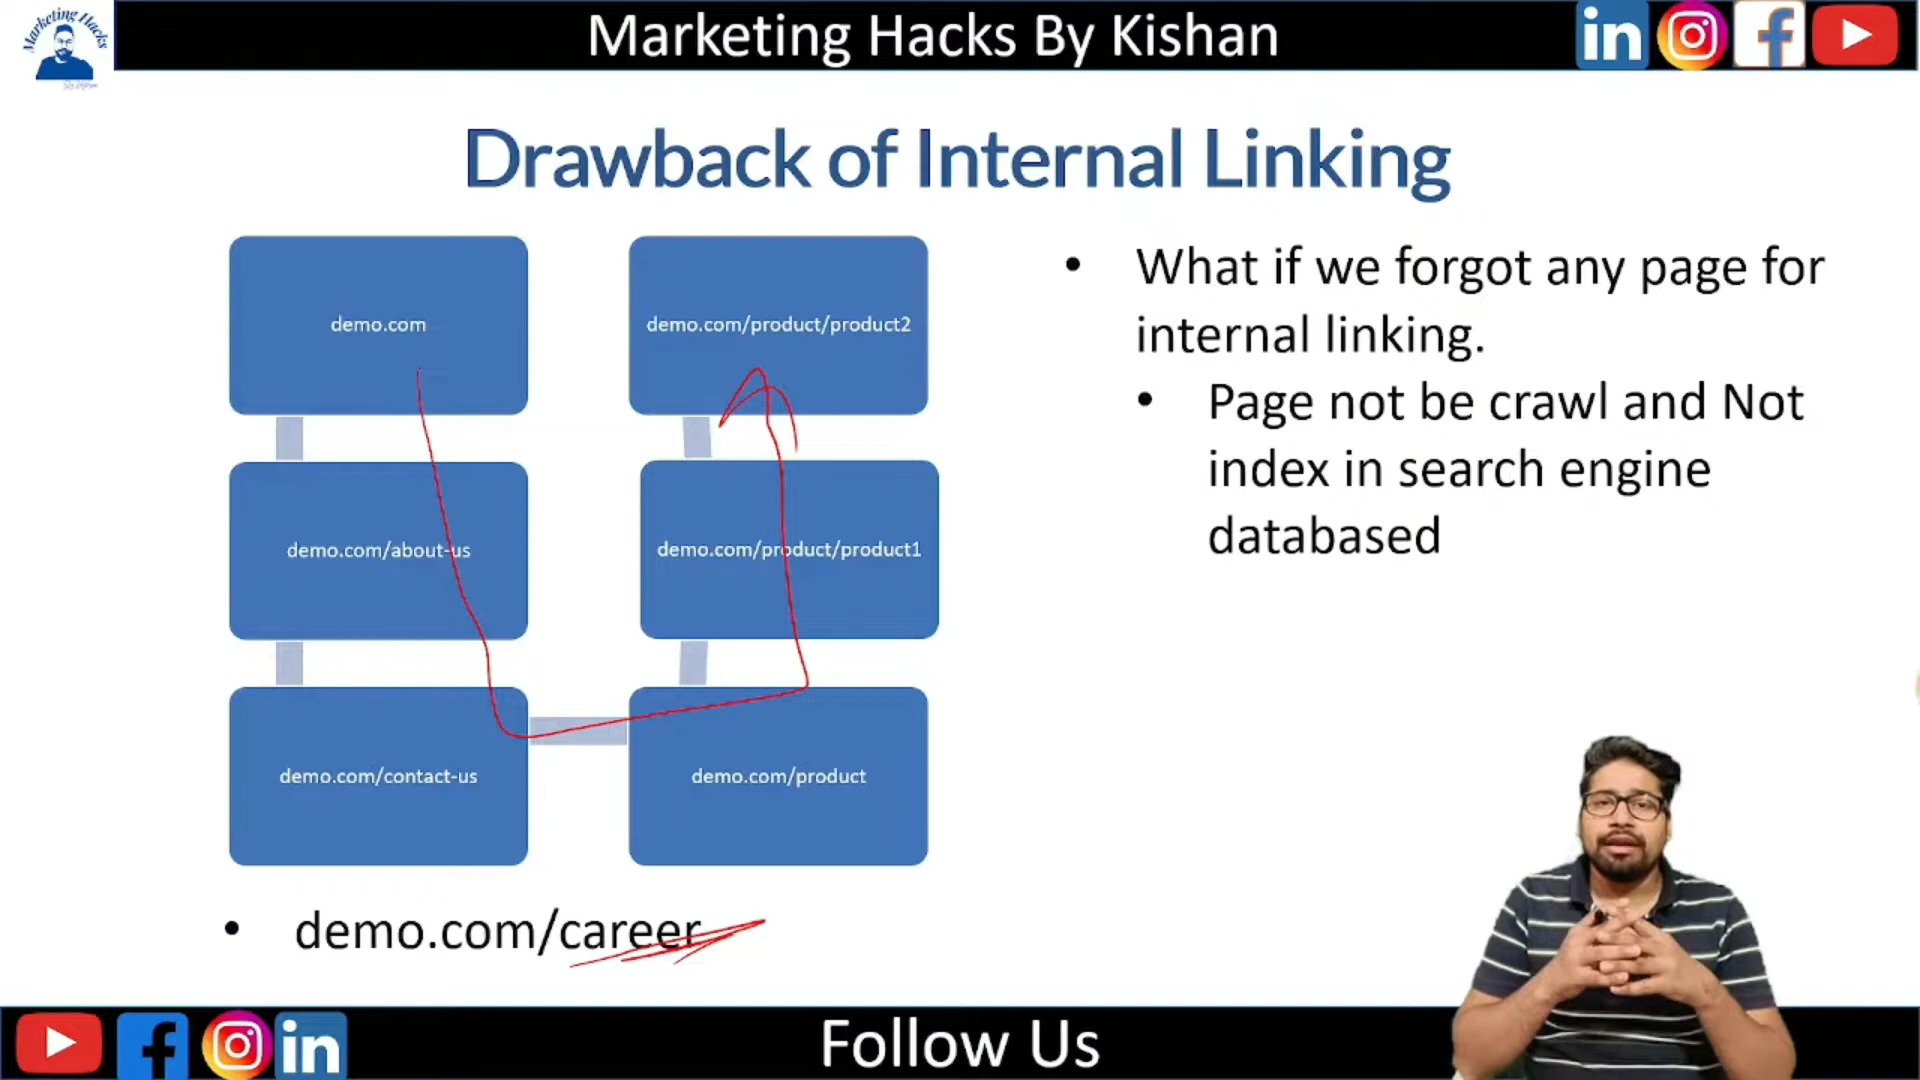 Marketing Hacks
Marketing Hacks By Kishan
Drawback of Internal Linking
demo.com
demo.com/product/product2
demo.com/about-us
demo.com/product/product1
demo.com/contact-us
demo.com/product
• demo.com/career
• What if we forgot any page for
internal linking.
• Page not be crawl and Not
index in search engine
databased
Follow Us